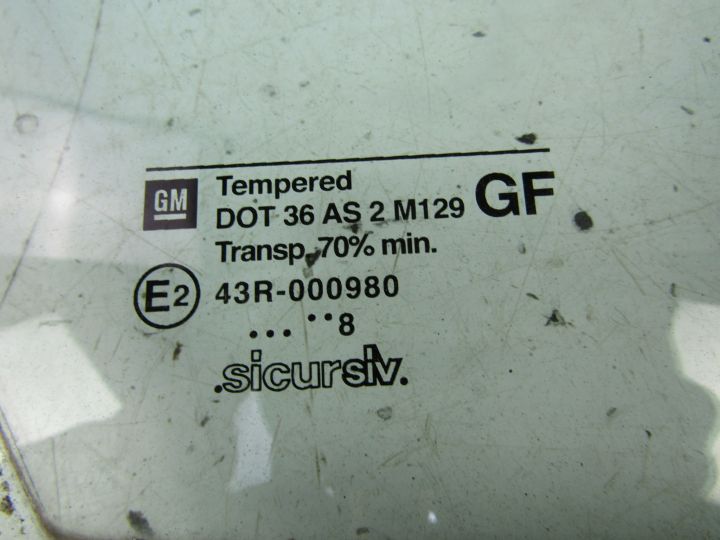 GM
Tempered
DOT 36 AS 2 M129 GF
Transp. 70% min.
E2 43R-000980
... ¨8
.sicursiv.